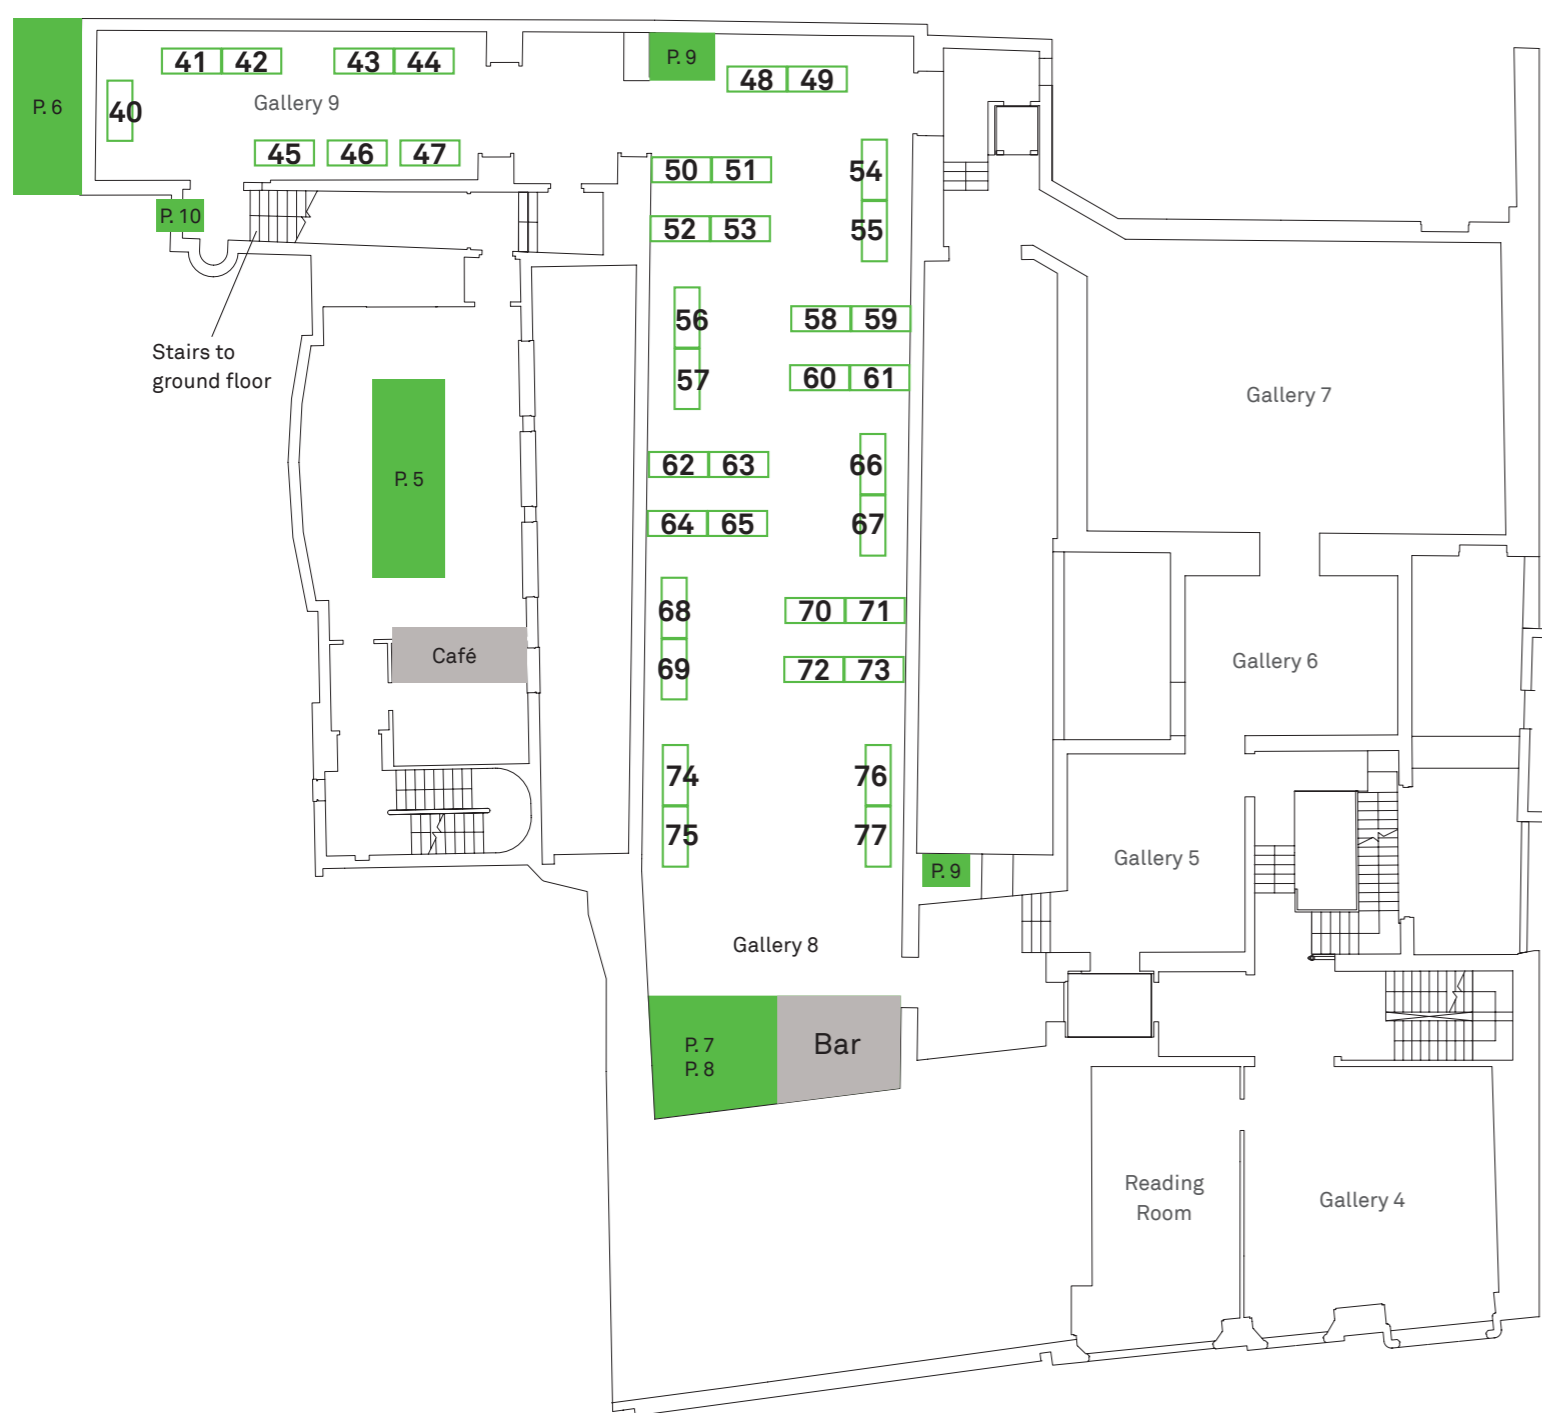 P. 6
41 42 43 44
40
Gallery 9
45 46 47
P. 10
Stairs to
ground floor
P. 5
Café
P. 9
48 49
50 51
52 53
54
55
56
57
58 59
60 61
62 63
64 65
66
67
68
69
70 71
72 73
74
75
76
77
P. 9
Gallery 8
P. 7
P. 8
Bar
Gallery 7
Gallery 6
Gallery 5
Reading
Room
Gallery 4